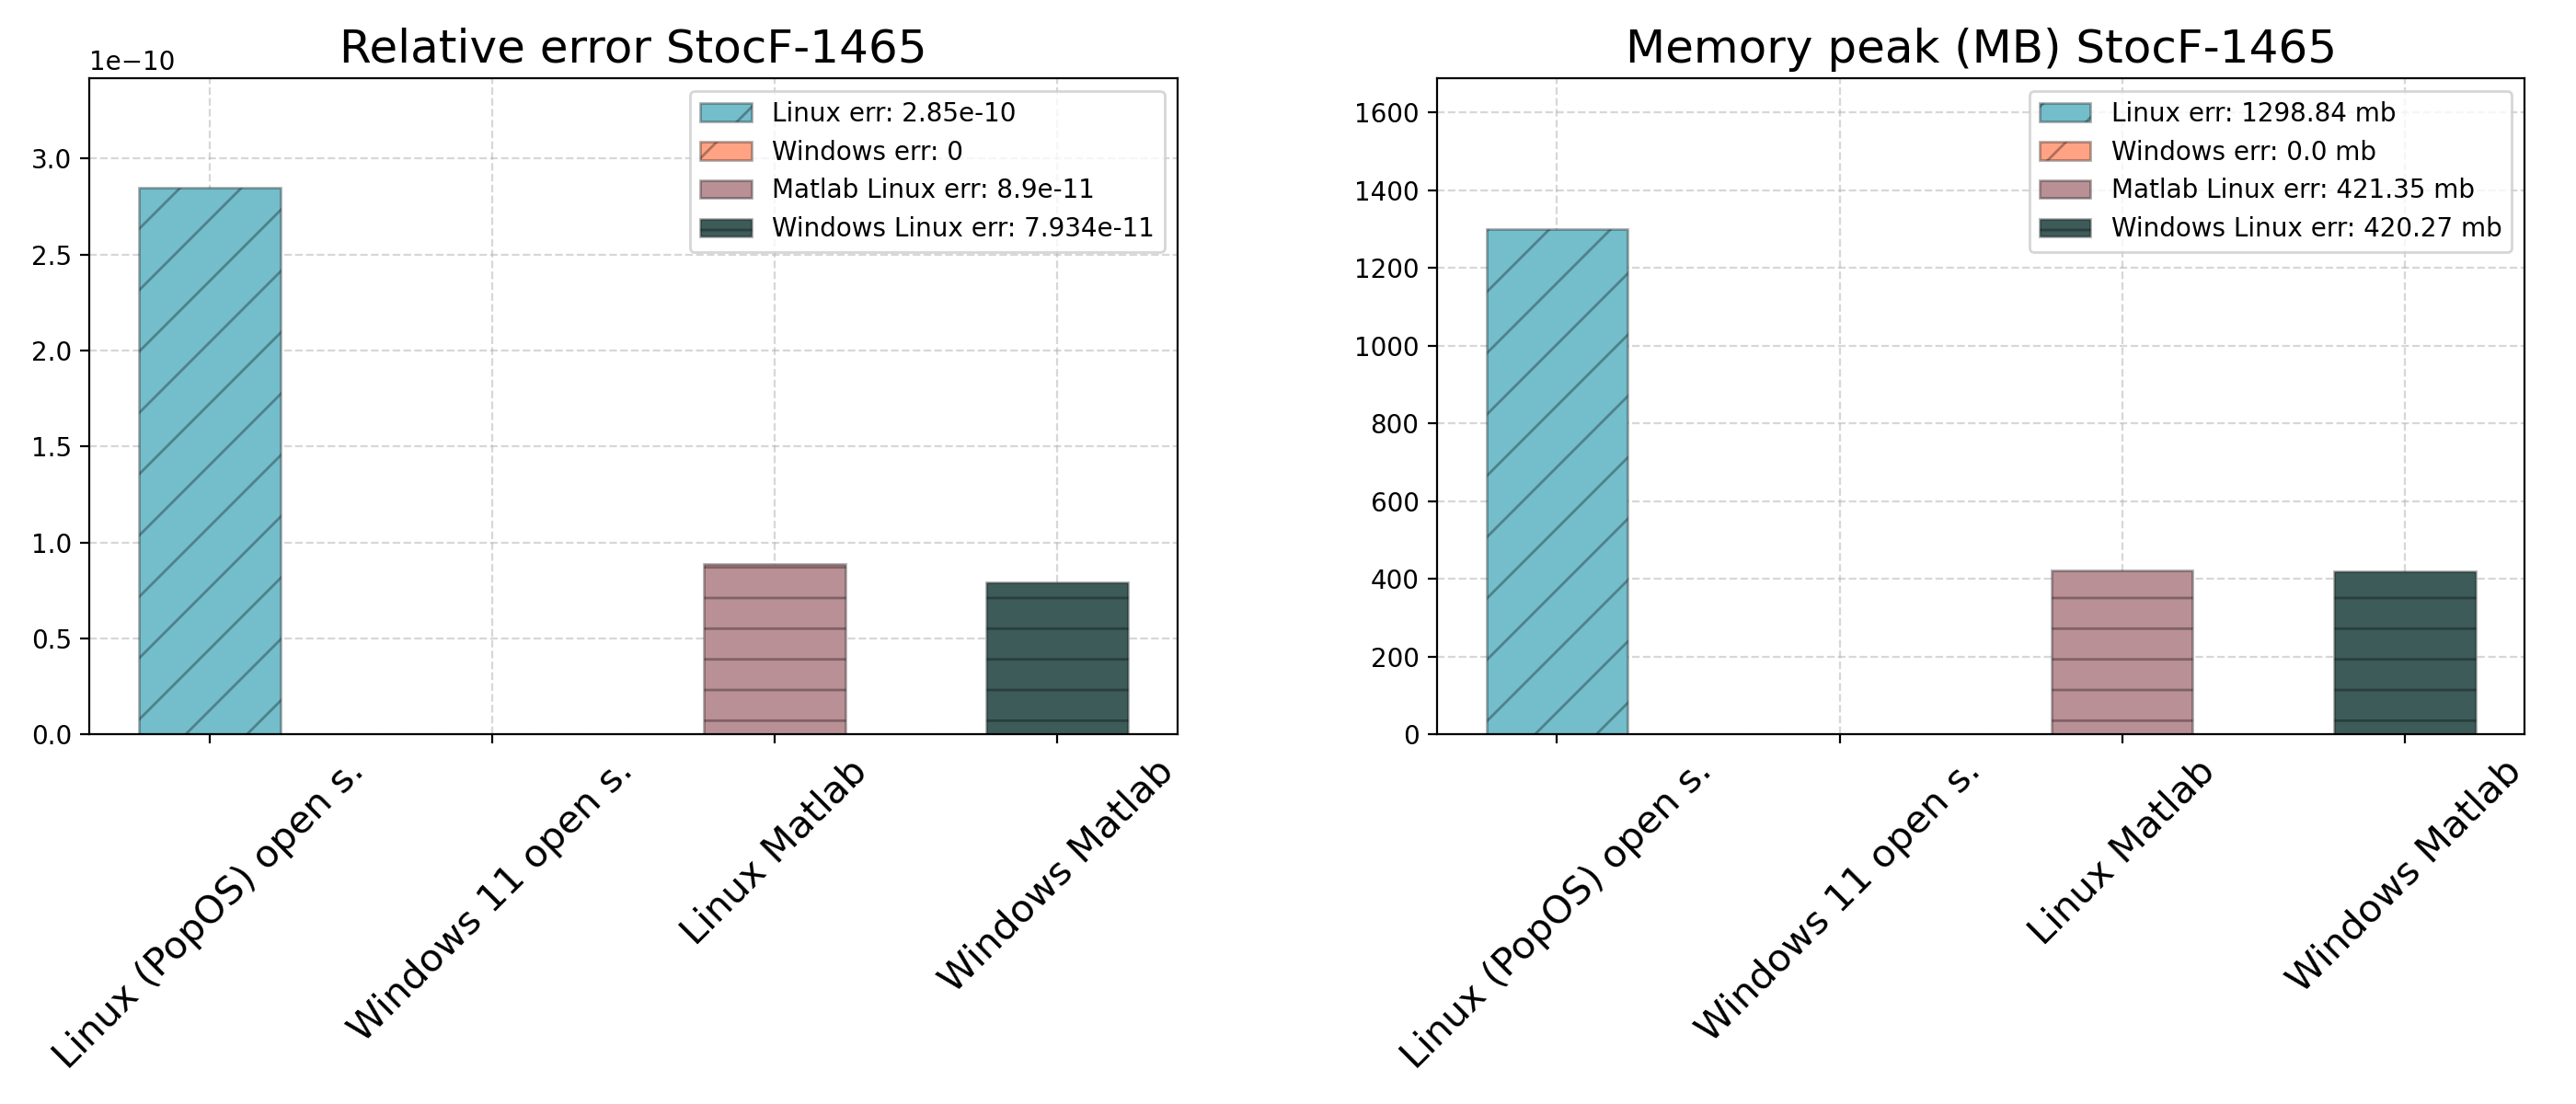 Relative error StocF-1465
1e−10
3.0
2.5
2.0
1.5
1.0
0.5
0.0
Linux err: 2.85e-10
Windows err: 0
Matlab Linux err: 8.9e-11
Windows Linux err: 7.934e-11
Linux (PopOS) open s.
Windows 11 open s.
Linux Matlab
Windows Matlab
Memory peak (MB) StocF-1465
1600
1400
1200
1000
800
600
400
200
0
Linux err: 1298.84 mb
Windows err: 0.0 mb
Matlab Linux err: 421.35 mb
Windows Linux err: 420.27 mb
Linux (PopOS) open s.
Windows 11 open s.
Linux Matlab
Windows Matlab